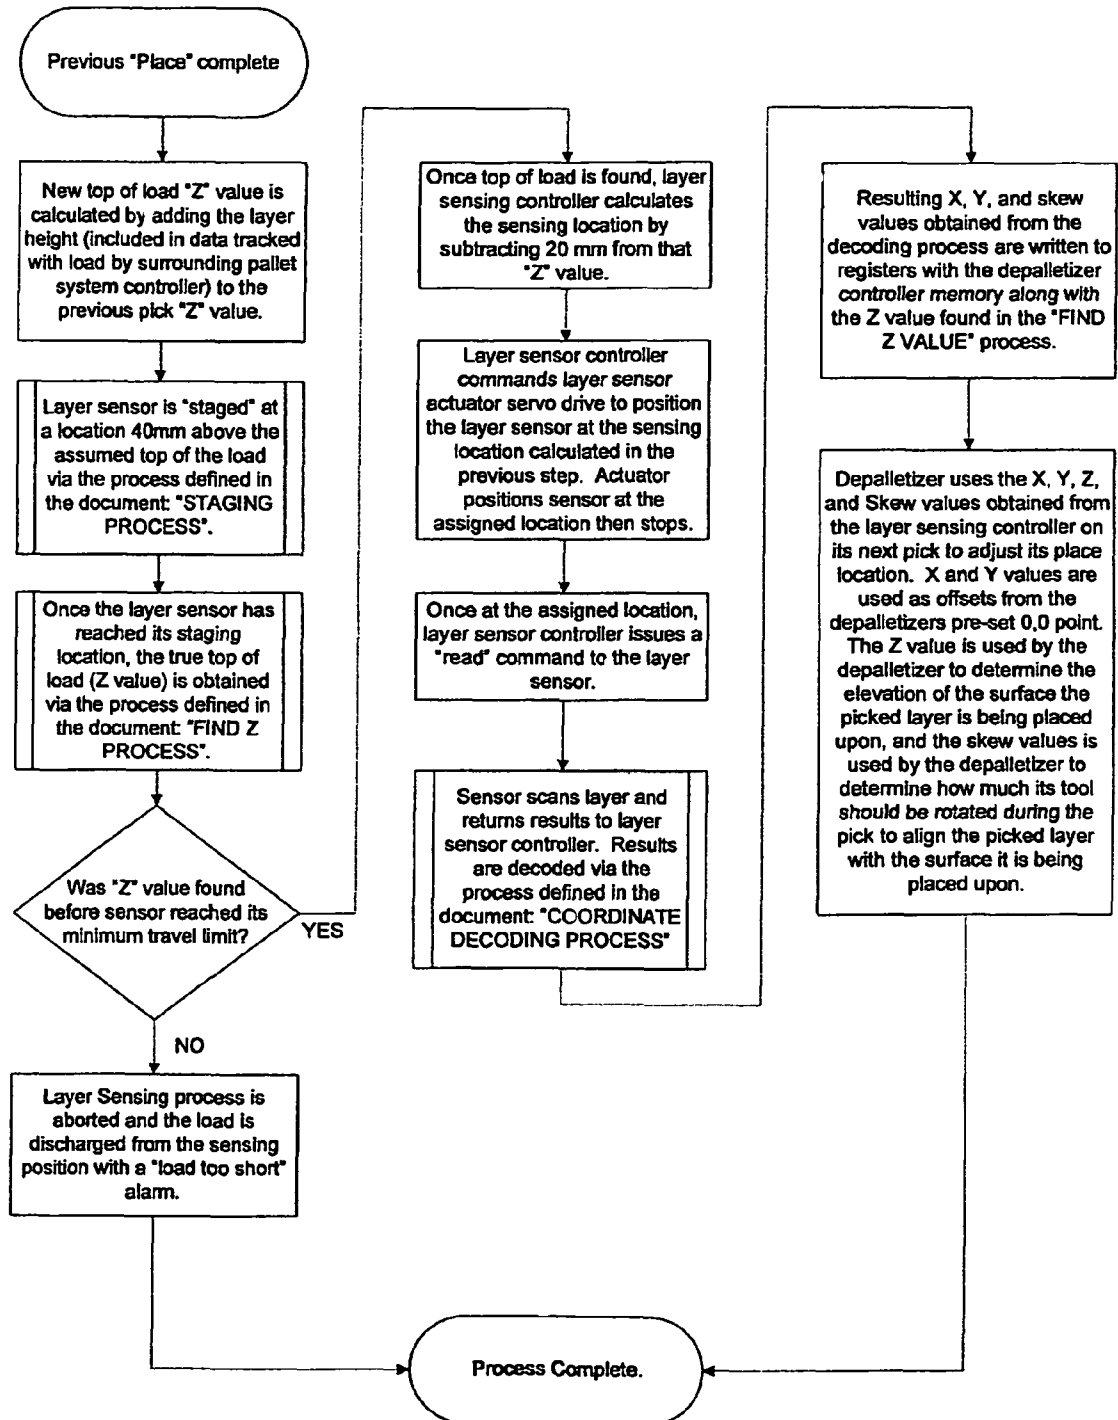 Previous "Place" complete
New top of load "Z" value is
calculated by adding the layer
height (included in data tracked
with load by surrounding pallet
system controller) to the
previous pick "Z" value.
Layer sensor is "staged" at
a location 40mm above the
assumed top of the load
via the process defined in
the document: "STAGING
PROCESS".
Once the layer sensor has
reached its staging
location, the true top of
load (Z value) is obtained
via the process defined in
the document: "FIND Z
PROCESS".
Was "Z" value found
before sensor reached its
minimum travel limit?
YES
NO
Layer Sensing process is
aborted and the load is
discharged from the sensing
position with a "load too short"
alarm.
Once top of load is found, layer
sensing controller calculates
the sensing location by
subtracting 20 mm from that
"Z" value.
Layer sensor controller
commands layer sensor
actuator servo drive to position
the layer sensor at the sensing
location calculated in the
previous step. Actuator
positions sensor at the
assigned location then stops.
Once at the assigned location,
layer sensor controller issues a
"read" command to the layer
sensor.
Sensor scans layer and
returns results to layer
sensor controller. Results
are decoded via the
process defined in the
document: "COORDINATE
DECODING PROCESS"
Resulting X, Y, and skew
values obtained from the
decoding process are written to
registers with the depalletizer
controller memory along with
the Z value found in the "FIND
Z VALUE" process.
Depalletizer uses the X, Y, Z,
and Skew values obtained from
the layer sensing controller on
its next pick to adjust its place
location. X and Y values are
used as offsets from the
depalletizers pre-set 0,0 point.
The Z value is used by the
depalletizer to determine the
elevation of the surface the
picked layer is being placed
upon, and the skew values is
used by the depalletizer to
determine how much its tool
should be rotated during the
pick to align the picked layer
with the surface it is being
placed upon.
Process Complete.